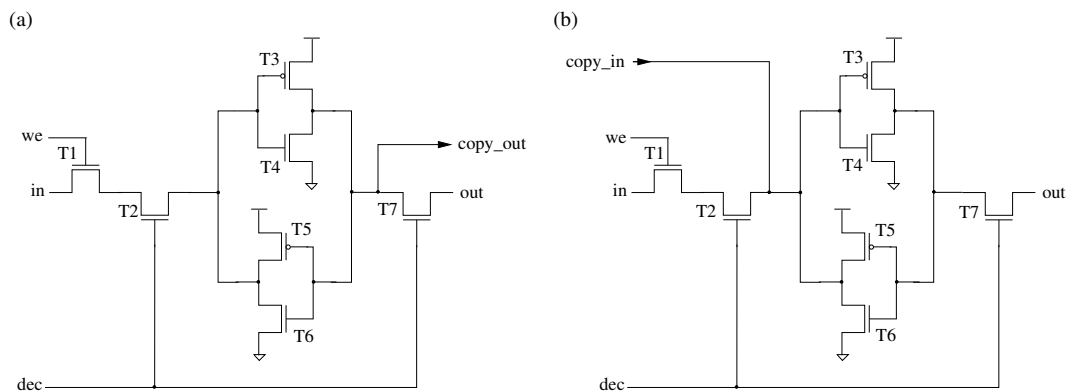 (a)
T3
we
T1
T4
copy_out
in
T2
T7
out
T5
T6
dec
(b)
copy_in
T3
we
T1
T4
in
T2
T7
out
T5
T6
dec